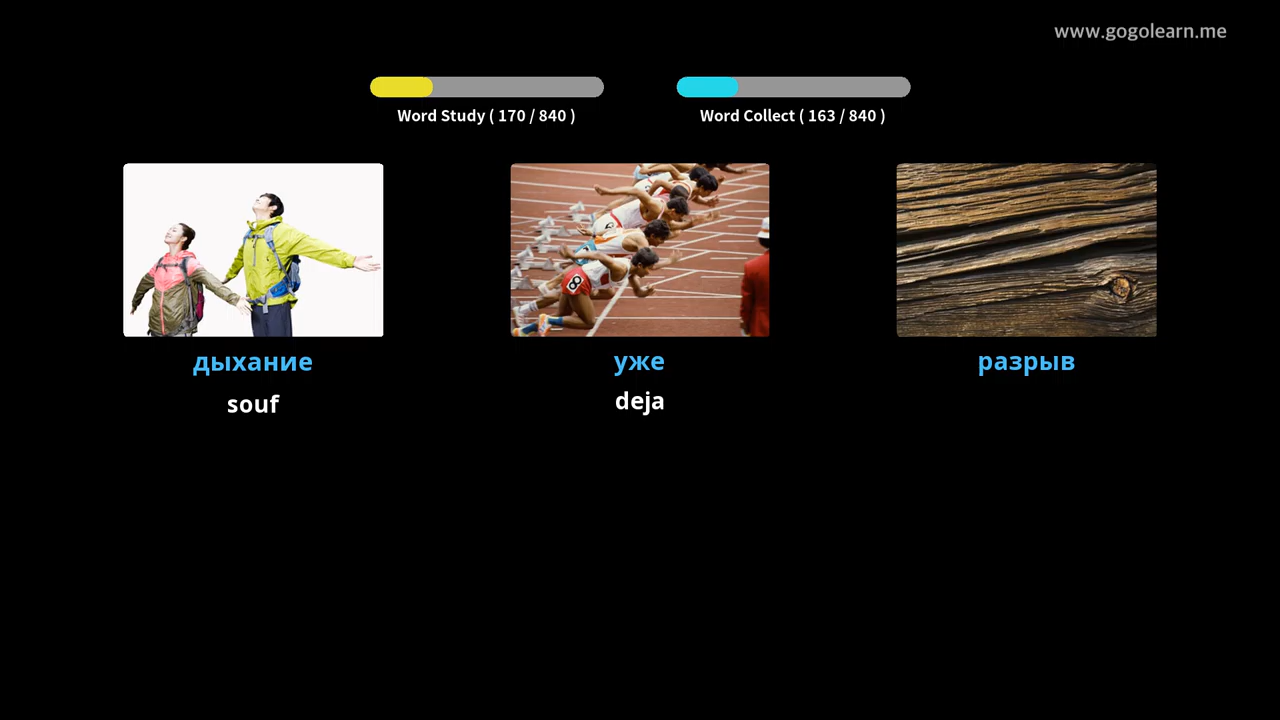 www.gogolearn.me
Word Study ( 170 / 840 )
Word Collect ( 163 / 840 )
дыхание
уже
разрыв
souf
deja